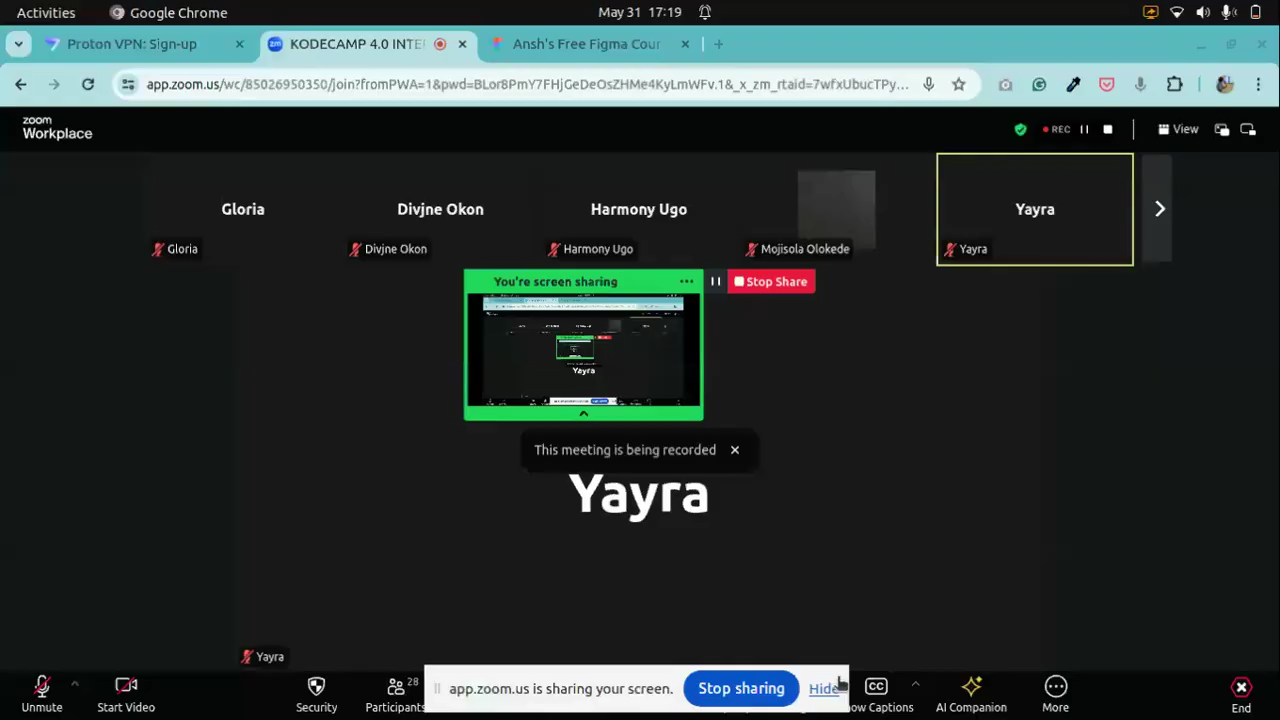 Activities
Google Chrome
May 31 17:19
Proton VPN: Sign-up
KODECAMP 4.0 INTE
Ansh's Free Figma Cour
app.zoom.us/wc/85026950350/join?fromPWA=1&pwd=BLor8PmY7FHjGeDeOsZHMe4KyLmWFv.1&_x_zm_rtaid=7wfxUbucTPy...
zoom
Workplace
REC
View
Gloria
Divjne Okon
Harmony Ugo
Yayra
Gloria
Divjne Okon
Harmony Ugo
Mojisola Olokede
Yayra
You're screen sharing
Stop Share
Yayra
This meeting is being recorded
Yayra
Yayra
app.zoom.us is sharing your screen.
Stop sharing
Hide
28
Unmute
Start Video
Security
Participants
how Captions
AI Companion
More
End